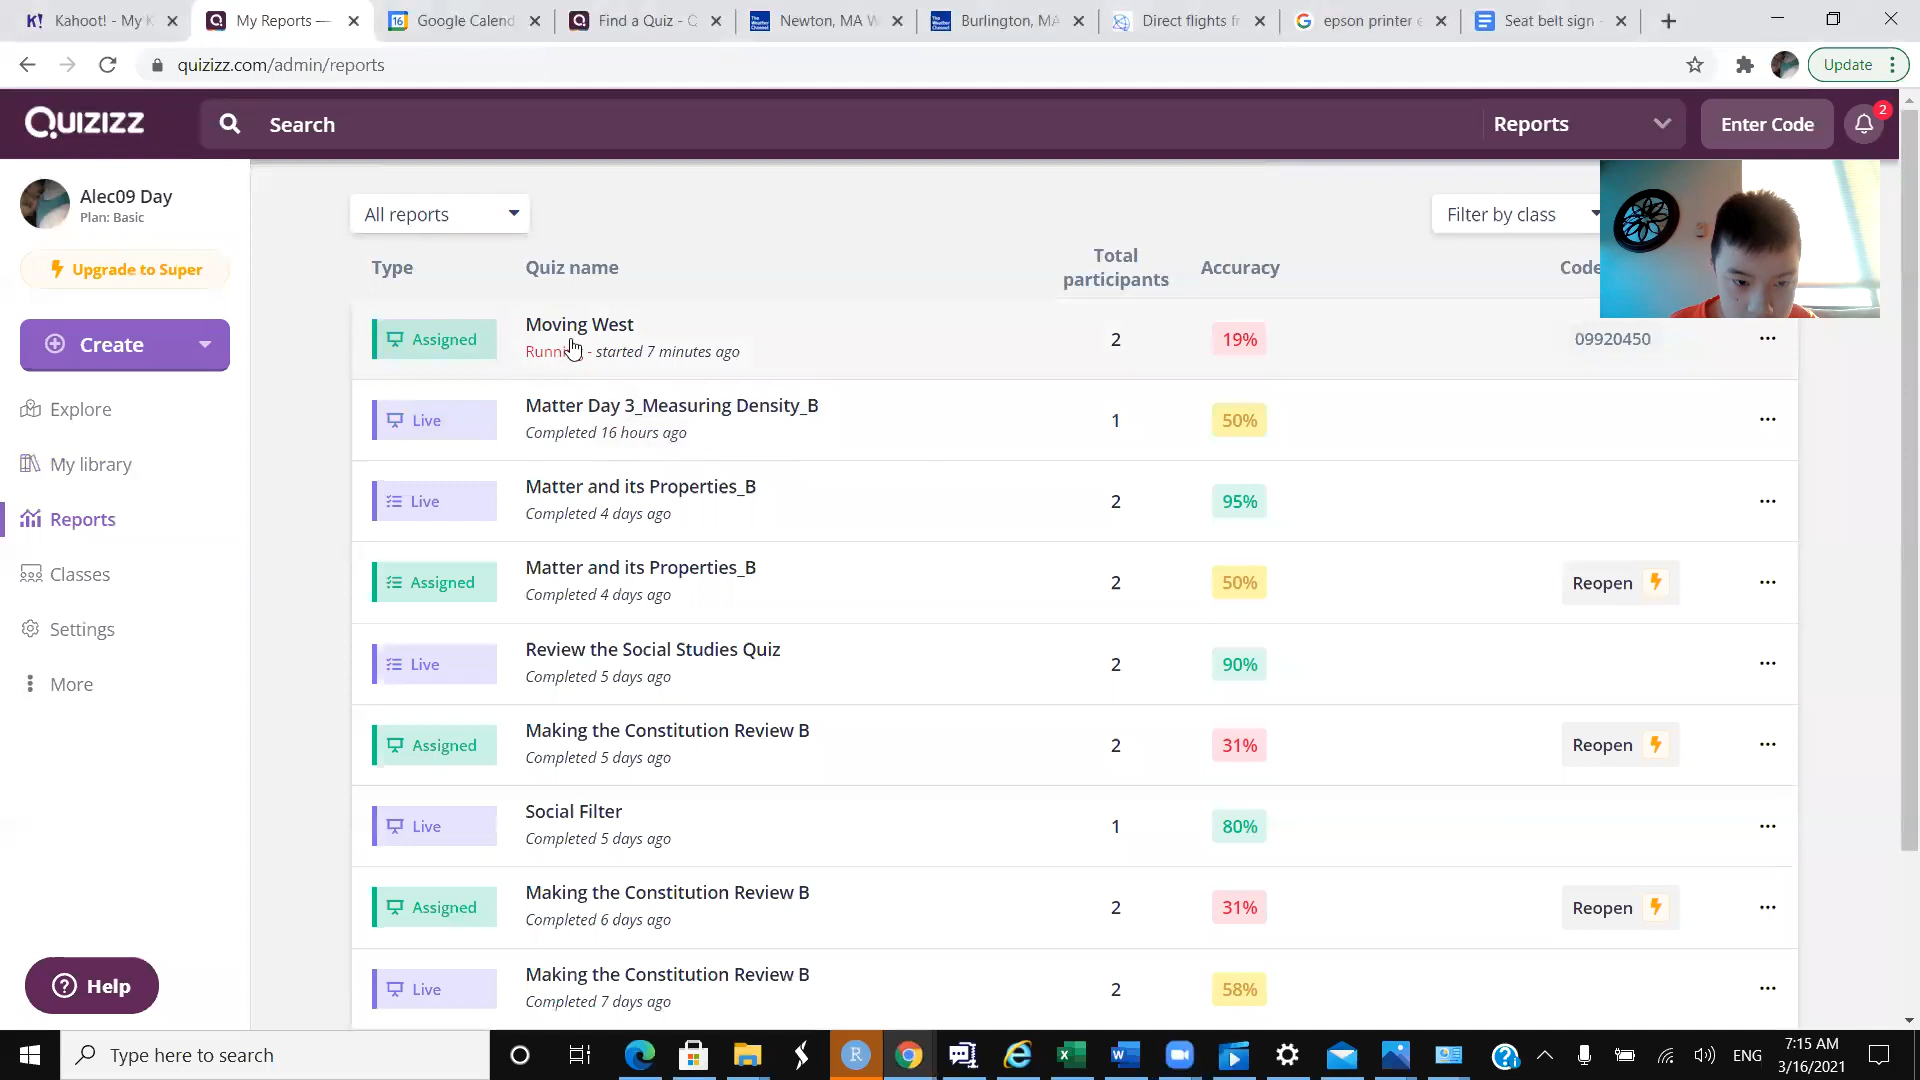 Kahoot! - My K
My Reports —
Google Calend
Find a Quiz - Q
Newton, MA W
Burlington, MA
Direct flights fr
epson printer e
Seat belt sign -
quizizz.com/admin/reports
Update
Quizizz
Search
Reports
Enter Code
2
Alec09 Day
Plan: Basic
Upgrade to Super
Create
Explore
My library
Reports
Classes
Settings
More
Help
All reports
Filter by class
Type
Quiz name
Total participants
Accuracy
Code
Assigned
Moving West
Runni - started 7 minutes ago
2
19%
09920450
Live
Matter Day 3_Measuring Density_B
Completed 16 hours ago
1
50%
Live
Matter and its Properties_B
Completed 4 days ago
2
95%
Assigned
Matter and its Properties_B
Completed 4 days ago
2
50%
Reopen
Live
Review the Social Studies Quiz
Completed 5 days ago
2
90%
Assigned
Making the Constitution Review B
Completed 5 days ago
2
31%
Reopen
Live
Social Filter
Completed 5 days ago
1
80%
Assigned
Making the Constitution Review B
Completed 6 days ago
2
31%
Reopen
Live
Making the Constitution Review B
Completed 7 days ago
2
58%
Type here to search
ENG
7:15 AM
3/16/2021